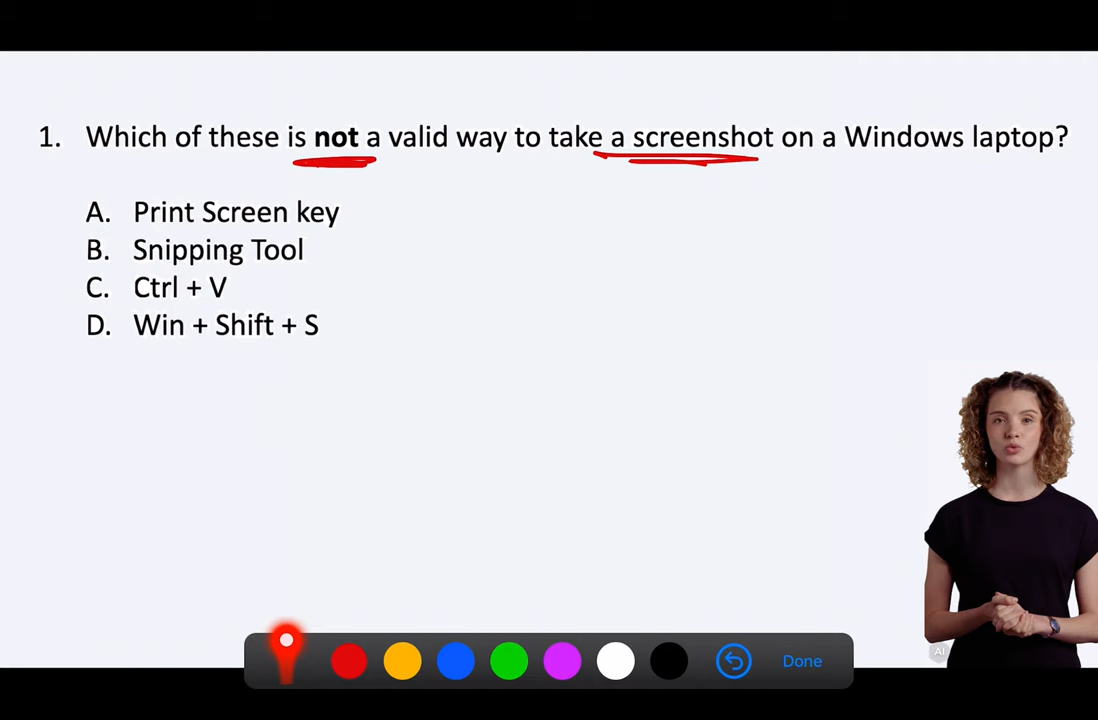 1. Which of these is not a valid way to take a screenshot on a Windows laptop?
A. Print Screen key
B. Snipping Tool
C. Ctrl + V
D. Win + Shift + S
AI
Done